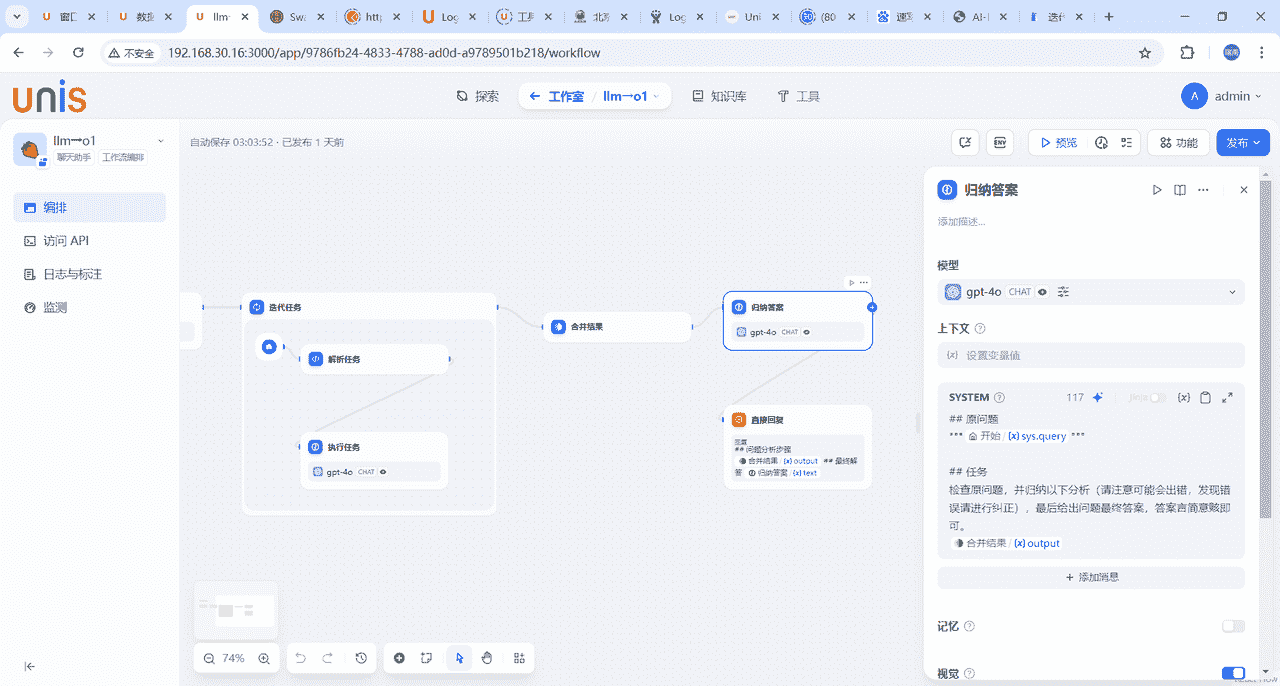 窗口
数据
llm—
Swa
http
Log
工具
北京
Log
Uni
(80
速写
AI-I
迭代
不安全
192.168.30.16:3000/app/9786fb24-4833-4788-ad0d-a9789501b218/workflow
unis
探索
工作室 / llm—o1
知识库
工具
A
admin
llm—o1
聊天助手
工作流编排
自动保存 03:03:52 · 已发布 1 天前
ENV
预览
功能
发布
编排
访问 API
日志与标注
监测
迭代任务
解析任务
执行任务
gpt-4o CHAT
合并结果
归纳答案
gpt-4o CHAT
直接回复
## 问题分析步骤
合并结果 / {x} output ## 最终解
答 归纳答案 / {x} text
74%
归纳答案
添加描述...
模型
gpt-4o CHAT
上下文
{x} 设置变量值
SYSTEM
117
Jinja
{x}
## 原问题
""" 开始 / {x} sys.query """
## 任务
检查原问题，并归纳以下分析（请注意可能会出错，发现错
误请进行纠正），最后给出问题最终答案，答案言简意赅即
可。
合并结果 / {x} output
+ 添加消息
记忆
视觉